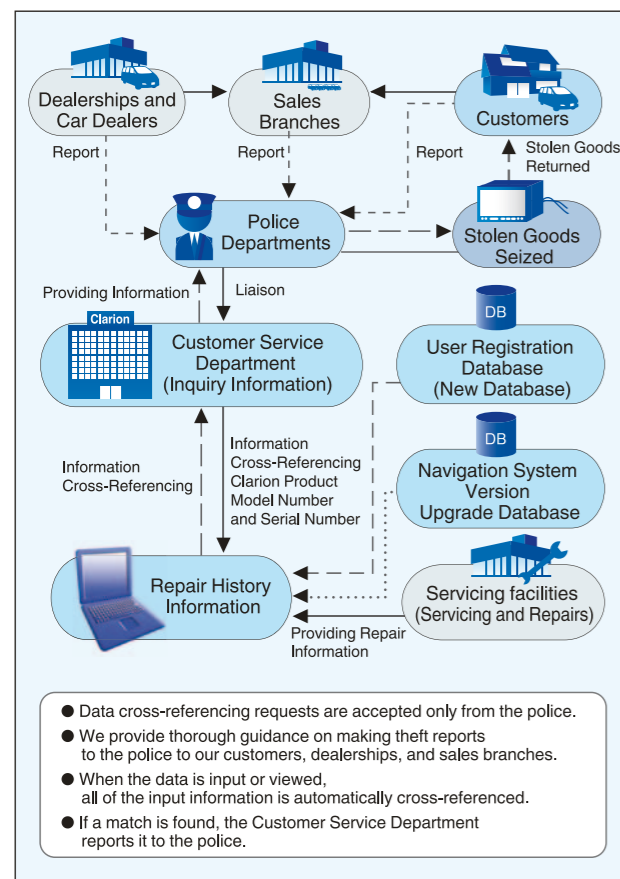 Dealerships and
Car Dealers
Sales
Branches
Customers
Report
Report
Report
Stolen Goods
Returned
Police
Departments
Stolen Goods
Seized
Providing Information
Liaison
Clarion
Customer Service
Department
(Inquiry Information)
DB
User Registration
Database
(New Database)
Information
Cross-Referencing
Information
Cross-Referencing
Clarion Product
Model Number
and Serial Number
DB
Navigation System
Version
Upgrade Database
Repair History
Information
Servicing facilities
(Servicing and Repairs)
Providing Repair
Information
● Data cross-referencing requests are accepted only from the police.
● We provide thorough guidance on making theft reports
to the police to our customers, dealerships, and sales branches.
● When the data is input or viewed,
all of the input information is automatically cross-referenced.
● If a match is found, the Customer Service Department
reports it to the police.